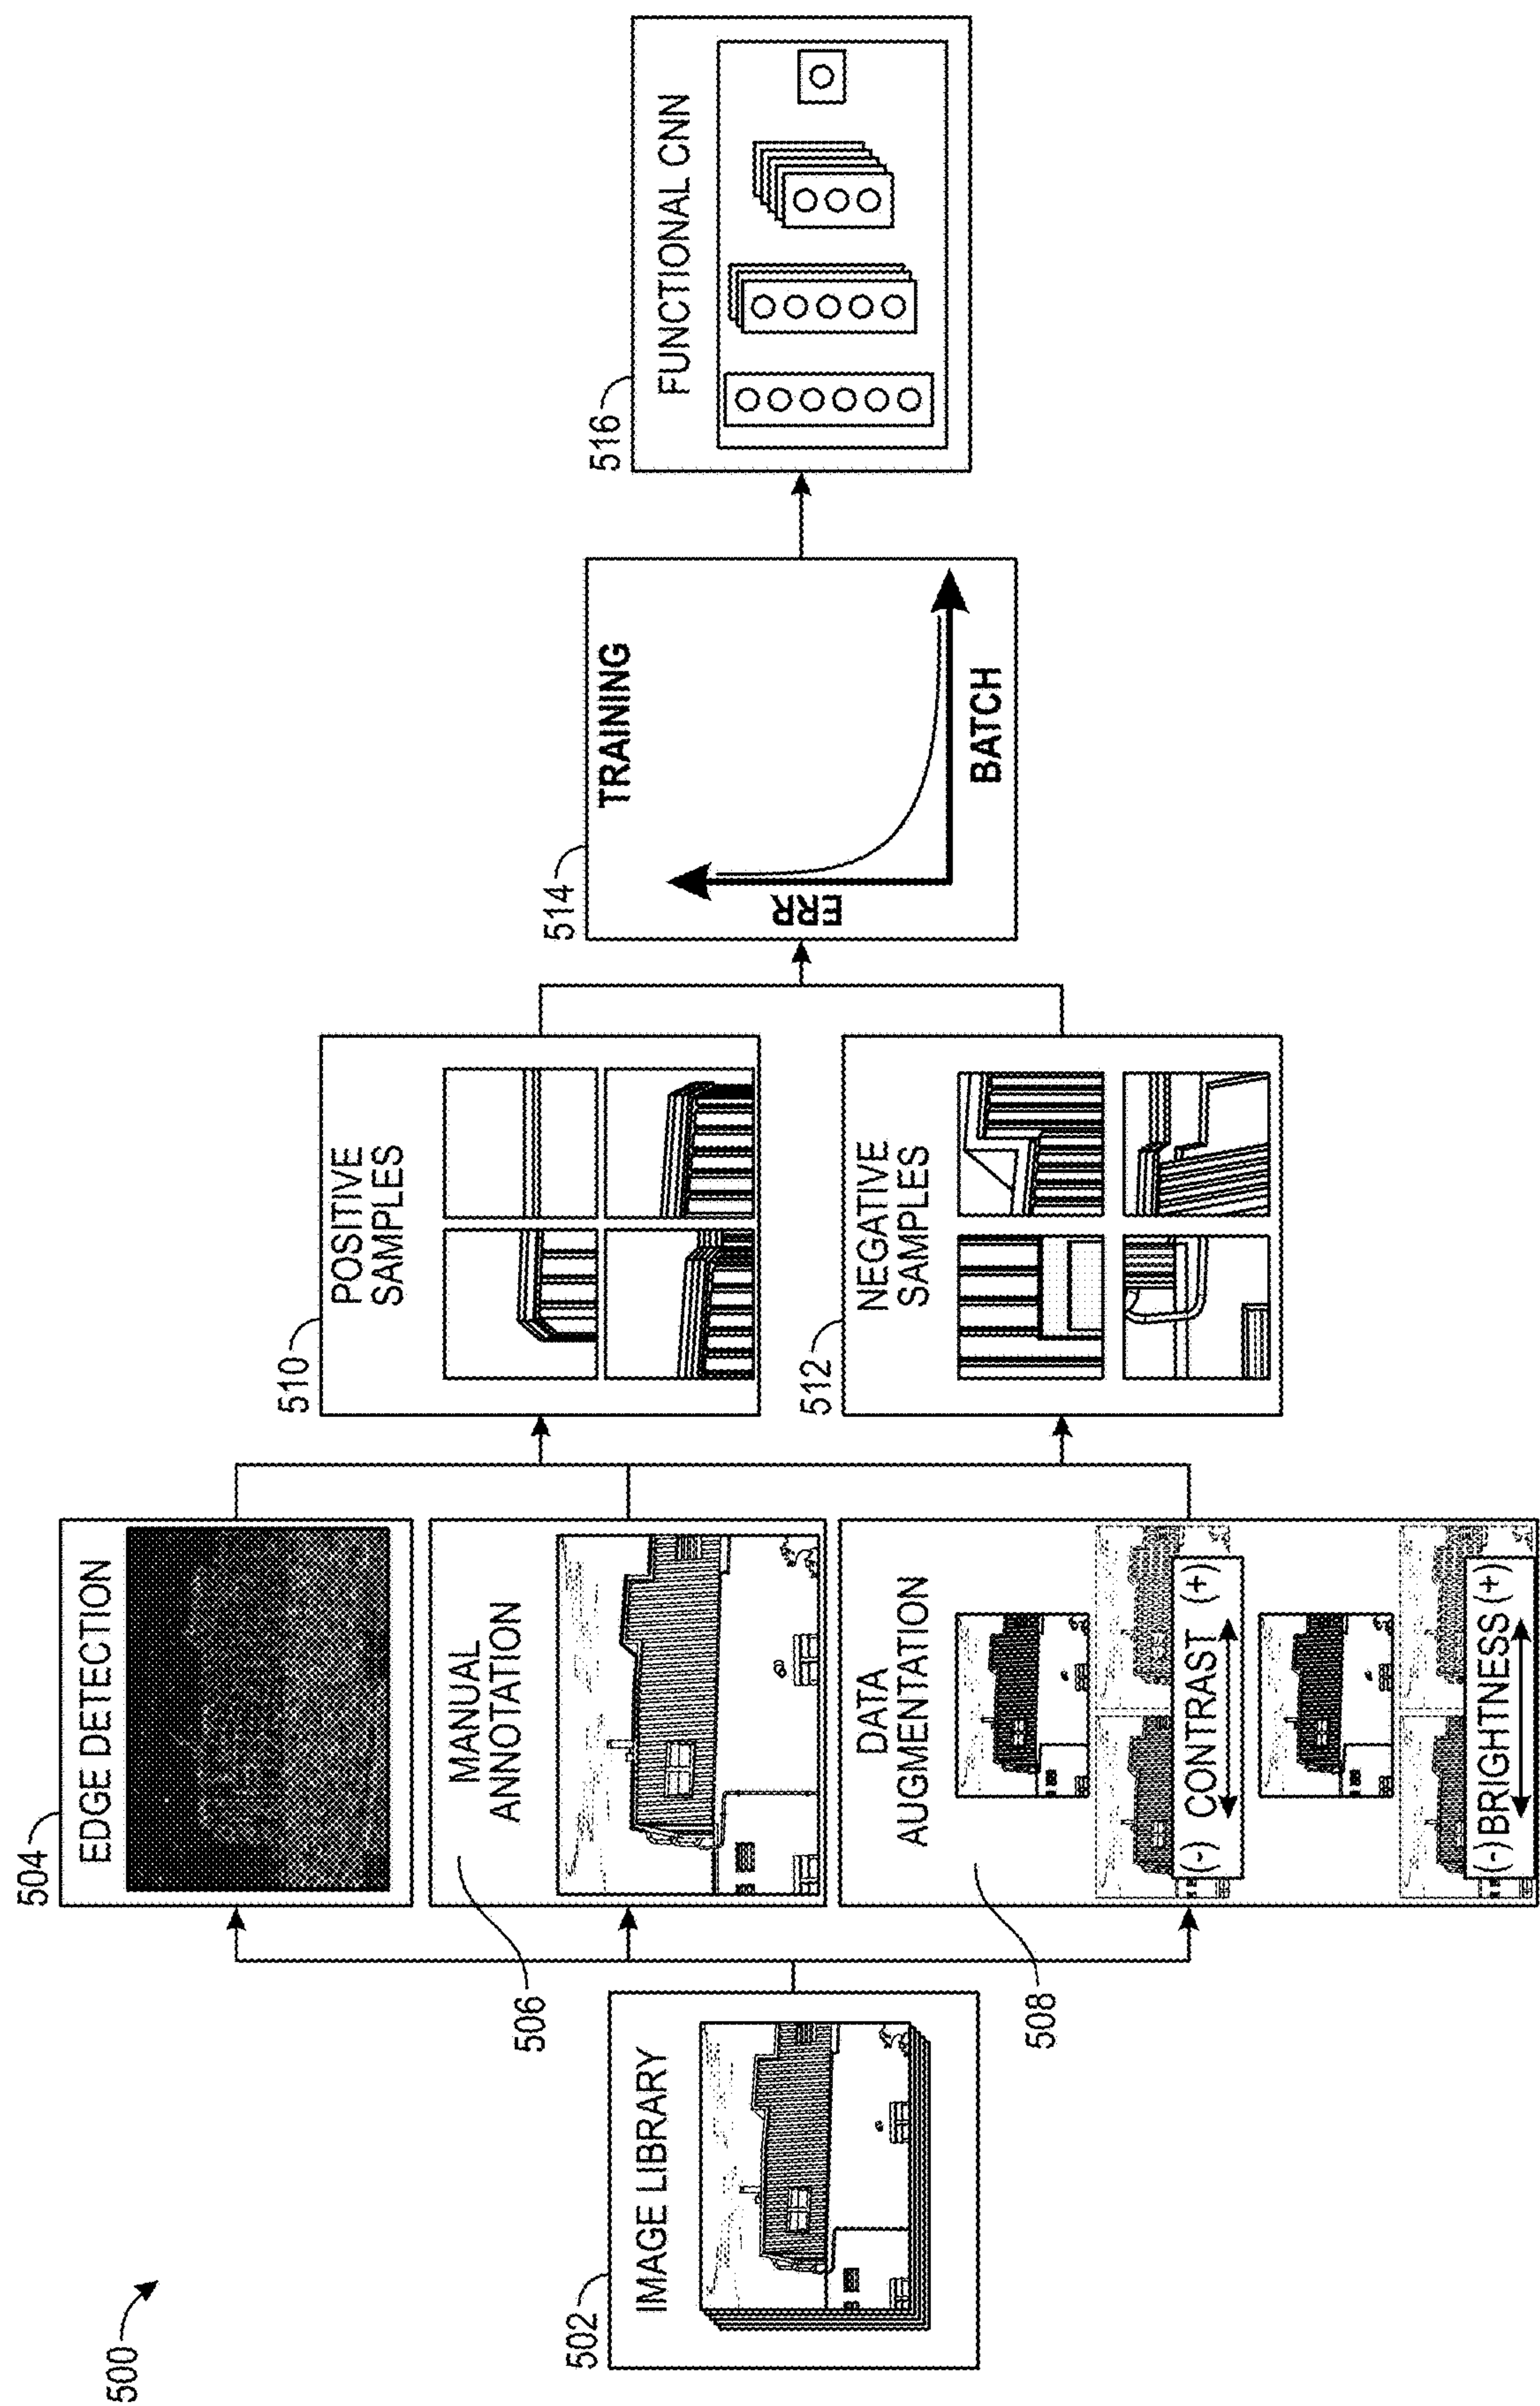 500
502
IMAGE LIBRARY
504
EDGE DETECTION
506
MANUAL
ANNOTATION
508
DATA
AUGMENTATION
(-) CONTRAST (+)
(-) BRIGHTNESS (+)
510
POSITIVE
SAMPLES
512
NEGATIVE
SAMPLES
514
TRAINING
ERR
BATCH
516
FUNCTIONAL CNN